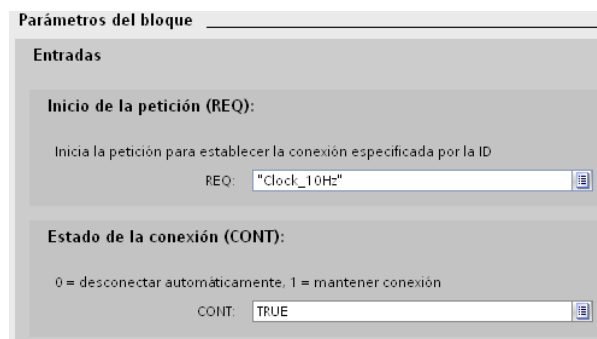 Parámetros del bloque
Entradas
Inicio de la petición (REQ):
Inicia la petición para establecer la conexión especificada por la ID
REQ: "Clock_10Hz"
Estado de la conexión (CONT):
0 = desconectar automáticamente, 1 = mantener conexión
CONT: TRUE